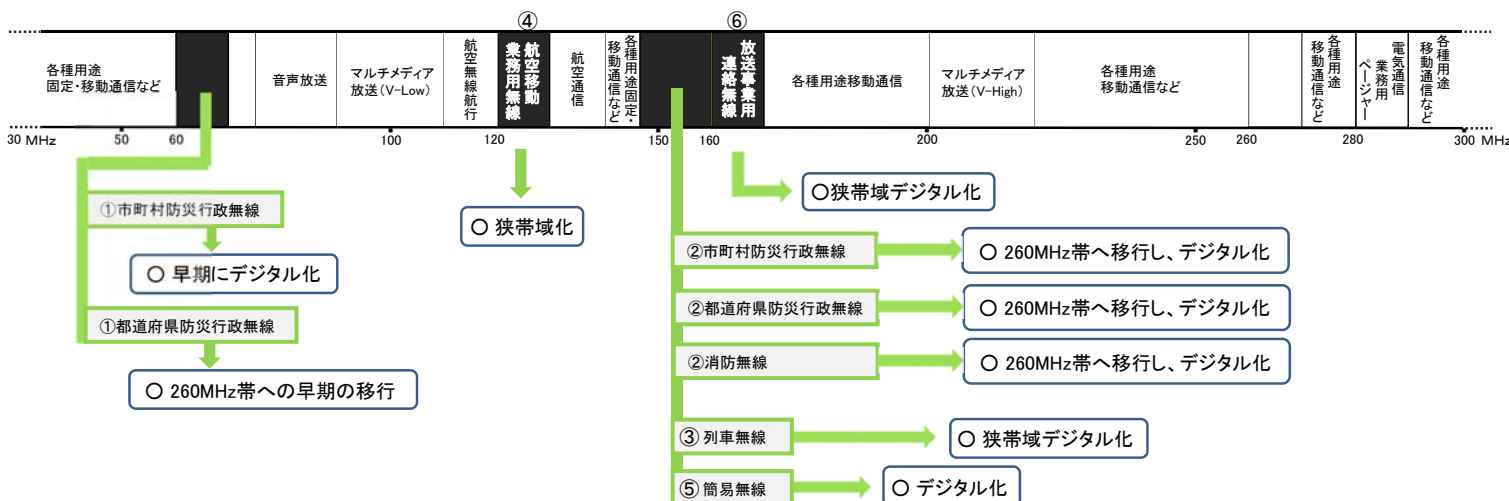 ④
⑥
各種用途
固定・移動通信など
音声放送
マルチメディア
放送（V-Low）
航空無線航行
航空移動
業務用無線
航空通信
各種用途固定・
移動通信など
放送事業用
連絡無線
各種用途移動通信
マルチメディア
放送（V-High）
各種用途
移動通信など
各種用途
移動通信など
電気通信
業務用
ページャー
各種用途
移動通信など
30 MHz
50
60
100
120
150
160
200
250
260
280
300 MHz
①市町村防災行政無線
○ 早期にデジタル化
①都道府県防災行政無線
○ 260MHz帯への早期の移行
○ 狭帯域化
○狭帯域デジタル化
②市町村防災行政無線
○ 260MHz帯へ移行し、デジタル化
②都道府県防災行政無線
○ 260MHz帯へ移行し、デジタル化
②消防無線
○ 260MHz帯へ移行し、デジタル化
③列車無線
○ 狭帯域デジタル化
⑤簡易無線
○ デジタル化